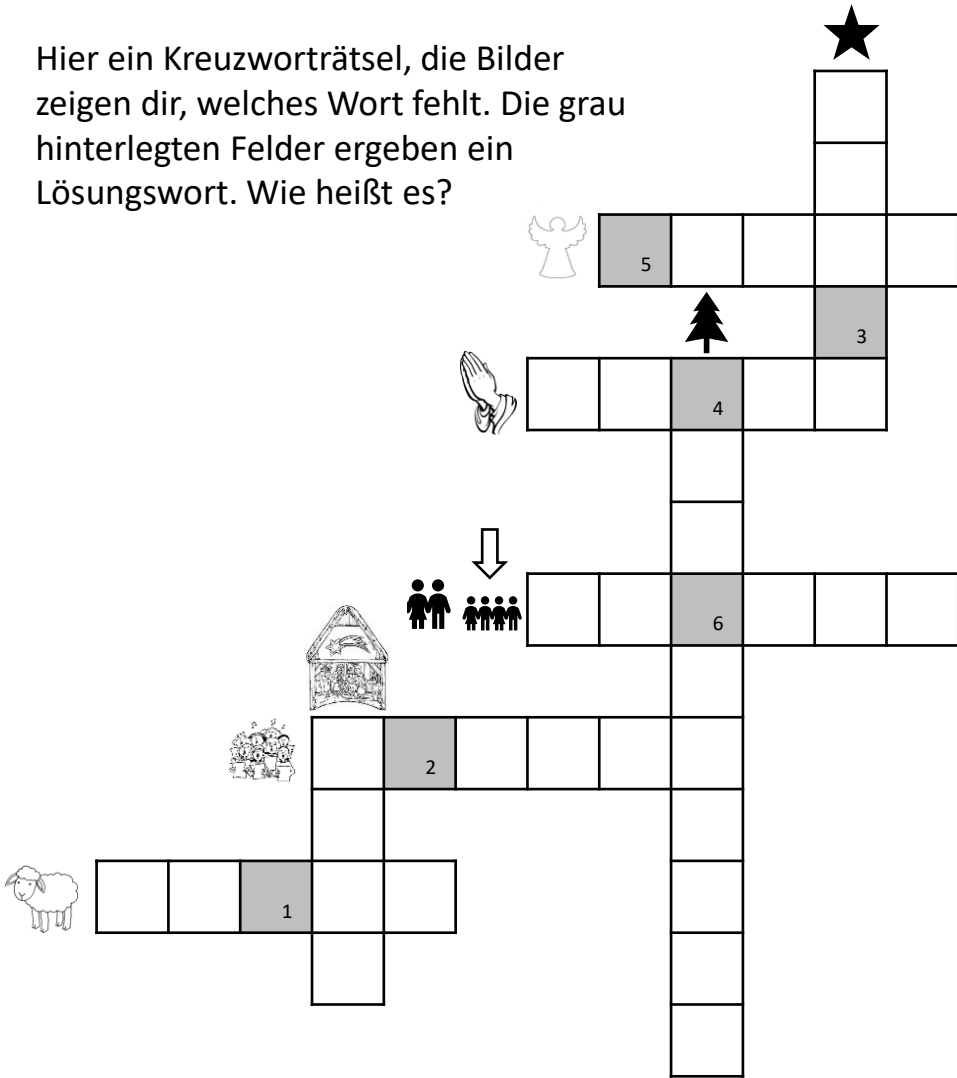 Hier ein Kreuzworträtsel, die Bilder
zeigen dir, welches Wort fehlt. Die grau
hinterlegten Felder ergeben ein
Lösungswort. Wie heißt es?
5
3
4
6
2
1